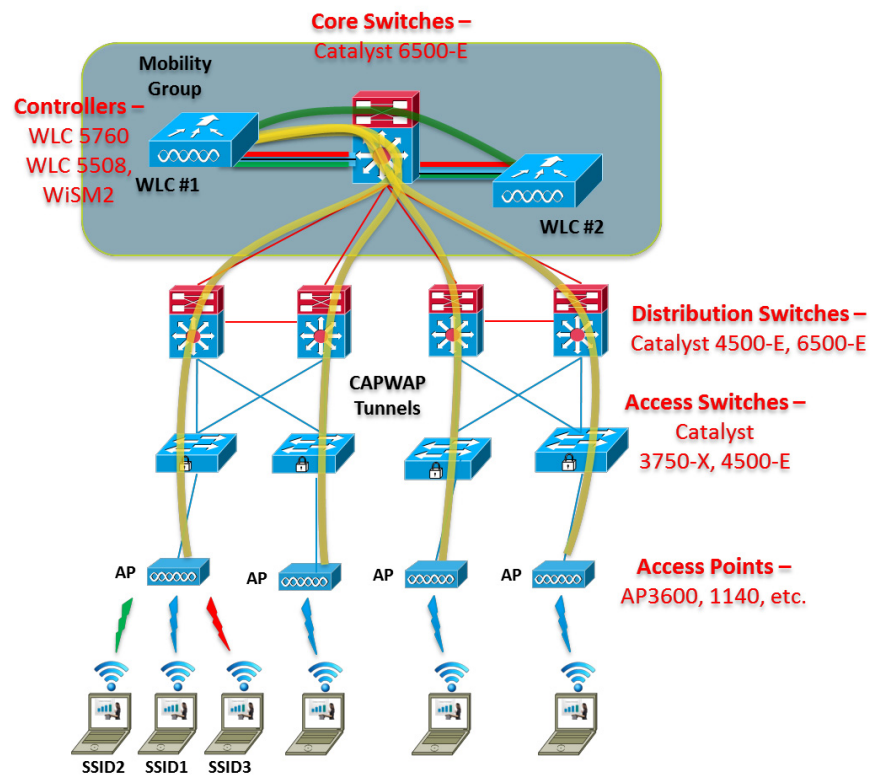 Core Switches –
Catalyst 6500-E
Mobility
Group
Controllers –
WLC 5760
WLC 5508,
WiSM2
WLC #1
WLC #2
Distribution Switches –
Catalyst 4500-E, 6500-E
CAPWAP
Tunnels
Access Switches –
Catalyst
3750-X, 4500-E
AP
AP
AP
AP
Access Points –
AP3600, 1140, etc.
SSID2
SSID1
SSID3